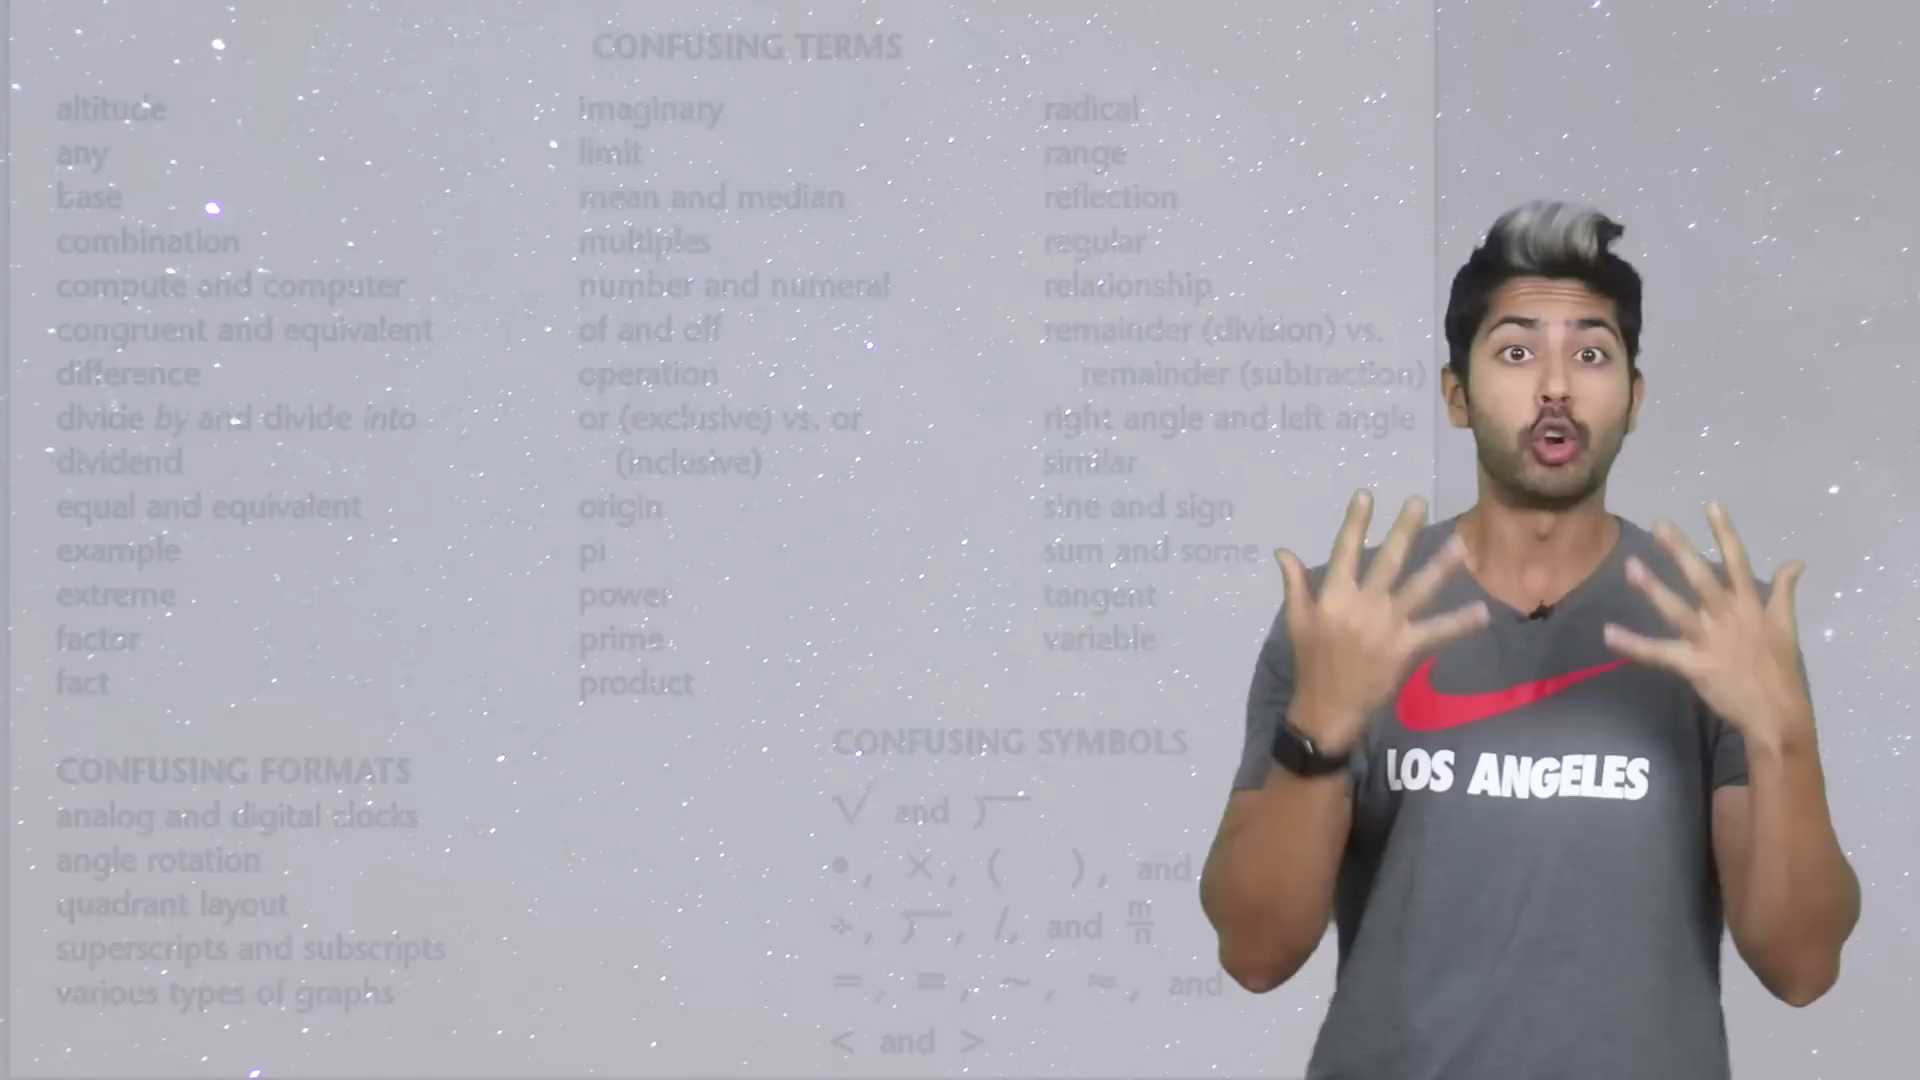 CONFUSING TERMS
altitude
any
base
combination
compute and computer
congruent and equivalent
difference
divide by and divide into
dividend
equal and equivalent
example
extreme
factor
fact
imaginary
limit
mean and median
multiples
number and numeral
of and off
operation
or (exclusive) vs. or
(inclusive)
origin
pi
power
prime
product
radical
range
reflection
regular
relationship
remainder (division) vs.
remainder (subtraction)
right angle and left angle
similar
sine and sign
sum and some
tangent
variable
CONFUSING FORMATS
analog and digital clocks
angle rotation
quadrant layout
superscripts and subscripts
various types of graphs
CONFUSING SYMBOLS
√ and )‾
•, ×, ( ), and
÷, )‾, /, and m/n
=, ≡, ~, ≈, and
< and >
LOS ANGELES